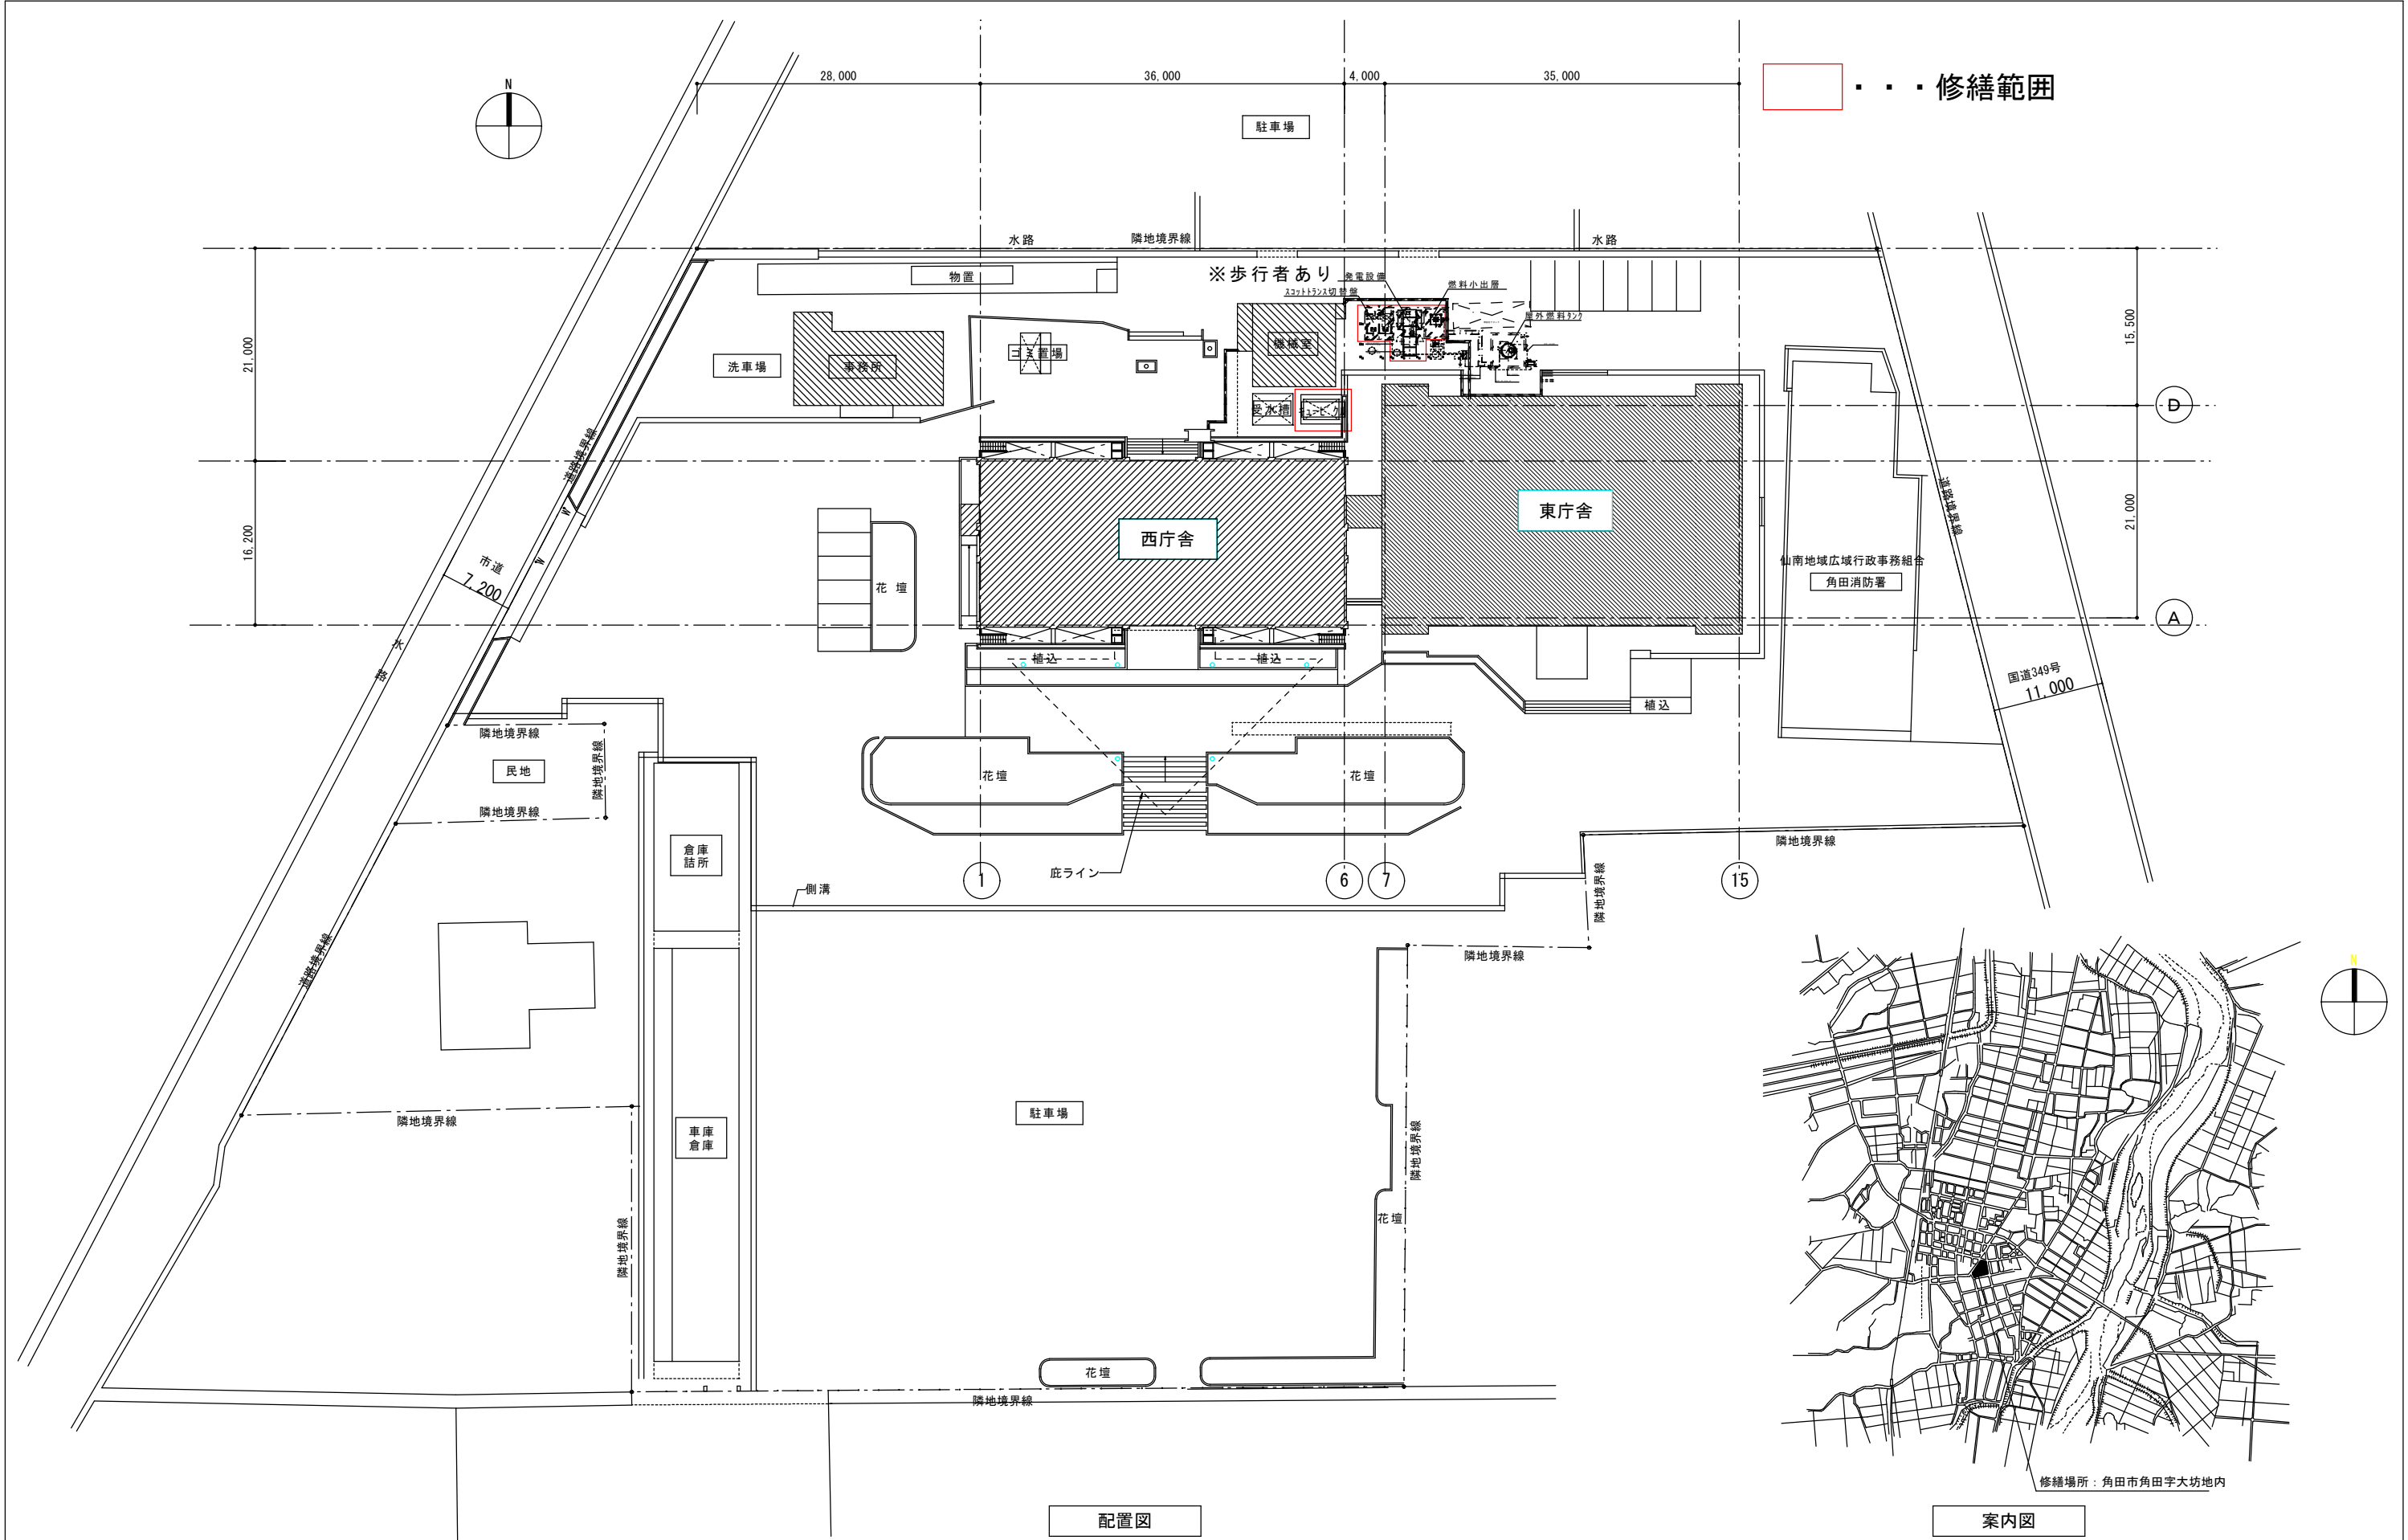 28,000
36,000
4,000
35,000
・・・修繕範囲
N
駐車場
水路
隣地境界線
水路
物置
※歩行者あり
発電設備
スコットトランス切替盤
燃料小出層
屋外燃料タンク
機械室
ゴミ置場
洗車場
事務所
受水槽
キュービクル
21,000
16,200
15,500
21,000
D
A
道路境界線
W
W
市道
7,200
水
路
花 壇
西庁舎
東庁舎
仙南地域広域行政事務組合
角田消防署
道路境界線
国道349号
11,000
植込
植込
植込
隣地境界線
隣地境界線
民地
隣地境界線
花壇
花壇
倉庫
詰所
庇ライン
側溝
1
6
7
15
隣地境界線
隣地境界線
隣地境界線
道路境界線
隣地境界線
隣地境界線
車庫
倉庫
駐車場
隣地境界線
花壇
花壇
隣地境界線
N
修繕場所：角田市角田字大坊地内
配置図
案内図